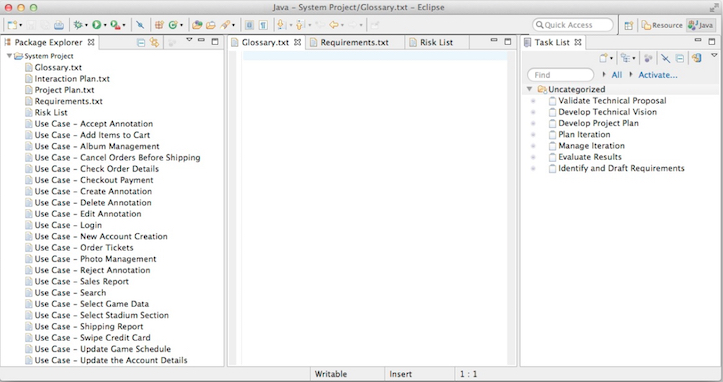 Java – System Project/Glossary.txt – Eclipse
Quick Access
Resource
Java
Package Explorer
System Project
Glossary.txt
Interaction Plan.txt
Project Plan.txt
Requirements.txt
Risk List
Use Case – Accept Annotation
Use Case – Add Items to Cart
Use Case – Album Management
Use Case – Cancel Orders Before Shipping
Use Case – Check Order Details
Use Case – Checkout Payment
Use Case – Create Annotation
Use Case – Delete Annotation
Use Case – Edit Annotation
Use Case – Login
Use Case – New Account Creation
Use Case – Order Tickets
Use Case – Photo Management
Use Case – Reject Annotation
Use Case – Sales Report
Use Case – Search
Use Case – Select Game Data
Use Case – Select Stadium Section
Use Case – Shipping Report
Use Case – Swipe Credit Card
Use Case – Update Game Schedule
Use Case – Update the Account Details
Glossary.txt
Requirements.txt
Risk List
Task List
Find
All
Activate...
Uncategorized
Validate Technical Proposal
Develop Technical Vision
Develop Project Plan
Plan Iteration
Manage Iteration
Evaluate Results
Identify and Draft Requirements
Writable
Insert
1 : 1